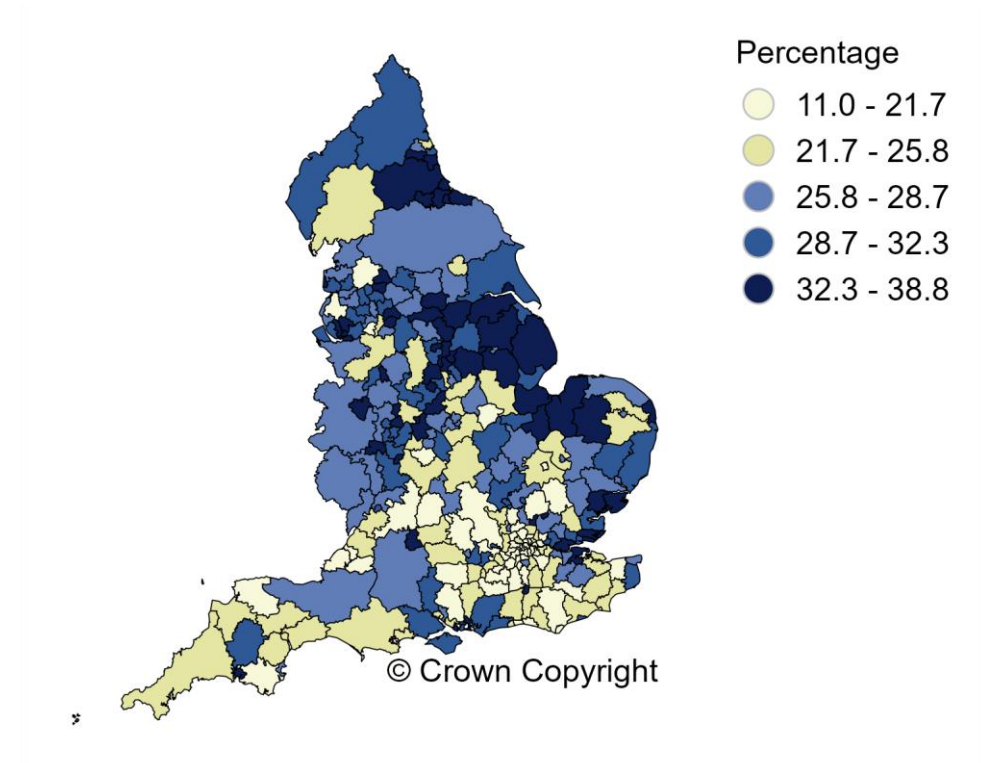 Percentage
11.0 - 21.7
21.7 - 25.8
25.8 - 28.7
28.7 - 32.3
32.3 - 38.8
© Crown Copyright